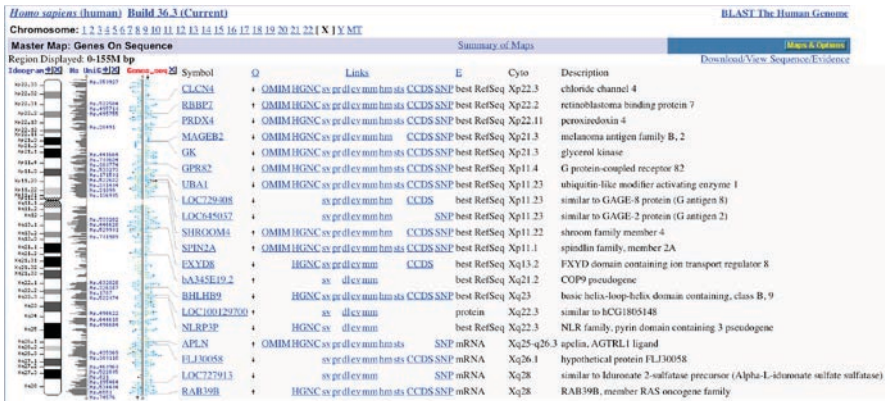 Homo sapiens (human) Build 36.3 (Current) BLAST The Human Genome
Chromosome: 1 2 3 4 5 6 7 8 9 10 11 12 13 14 15 16 17 18 19 20 21 22 [ X ] Y MT
Master Map: Genes On Sequence Summary of Maps Maps & Options
Region Displayed: 0-155M bp Download/View Sequence/Evidence
Ideogram Hs UniG Genes_seq Symbol O Links E Cyto Description
CLCN4 OMIM HGNC sv pr dl ev mm hm sts CCDS SNP best RefSeq Xp22.3 chloride channel 4
RBBP7 OMIM HGNC sv pr dl ev mm hm sts CCDS SNP best RefSeq Xp22.2 retinoblastoma binding protein 7
PRDX4 OMIM HGNC sv pr dl ev mm hm sts CCDS SNP best RefSeq Xp22.11 peroxiredoxin 4
MAGEB2 OMIM HGNC sv pr dl ev mm hm CCDS SNP best RefSeq Xp21.3 melanoma antigen family B, 2
GK OMIM HGNC sv pr dl ev mm hm sts CCDS SNP best RefSeq Xp21.3 glycerol kinase
GPR82 OMIM HGNC sv pr dl ev mm hm sts CCDS SNP best RefSeq Xp11.4 G protein-coupled receptor 82
UBA1 OMIM HGNC sv pr dl ev mm hm sts CCDS SNP best RefSeq Xp11.23 ubiquitin-like modifier activating enzyme 1
LOC729408 sv pr dl ev mm CCDS best RefSeq Xp11.23 similar to GAGE-8 protein (G antigen 8)
LOC645037 sv pr dl ev mm SNP best RefSeq Xp11.23 similar to GAGE-2 protein (G antigen 2)
SHROOM4 OMIM HGNC sv pr dl ev mm hm sts CCDS SNP best RefSeq Xp11.22 shroom family member 4
SPIN2A OMIM HGNC sv pr dl ev mm hm sts CCDS SNP best RefSeq Xp11.1 spindlin family, member 2A
FXYD8 HGNC sv pr dl ev mm CCDS best RefSeq Xq13.2 FXYD domain containing ion transport regulator 8
bA345E19.2 sv ev mm best RefSeq Xq21.2 COP9 pseudogene
BHLHB9 HGNC sv pr dl ev mm hm sts CCDS SNP best RefSeq Xq23 basic helix-loop-helix domain containing, class B, 9
LOC100129700 sv dl ev mm protein Xq22.3 similar to hCG1805148
NLRP3P HGNC sv dl ev mm best RefSeq Xq22.3 NLR family, pyrin domain containing 3 pseudogene
APLN OMIM HGNC sv pr dl ev mm hm sts SNP mRNA Xq25-q26.3 apelin, AGTRL1 ligand
FLJ30058 sv pr dl ev mm hm sts CCDS SNP mRNA Xq26.1 hypothetical protein FLJ30058
LOC727913 sv pr dl ev mm SNP mRNA Xq28 similar to Iduronate 2-sulfatase precursor (Alpha-L-iduronate sulfate sulfatase)
RAB39B HGNC sv pr dl ev mm hm sts CCDS SNP mRNA Xq28 RAB39B, member RAS oncogene family